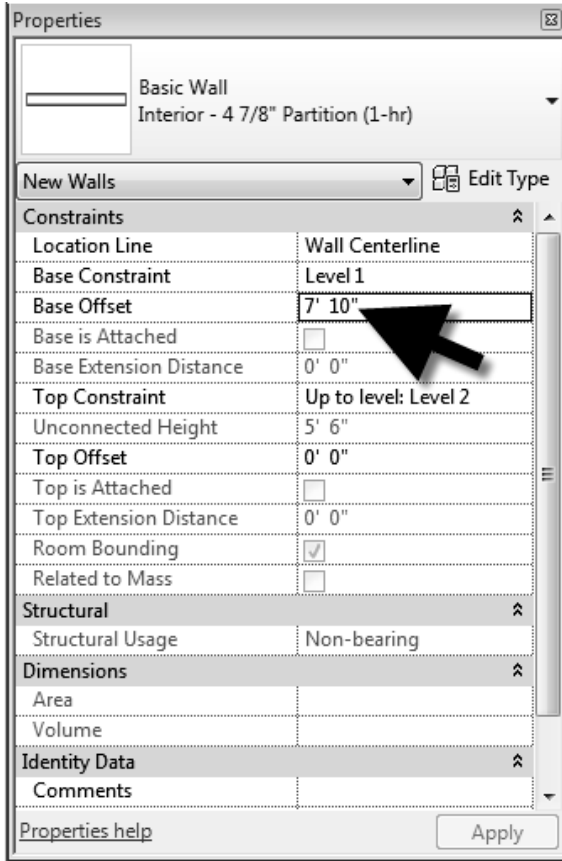 Properties
Basic Wall
Interior - 4 7/8" Partition (1-hr)
New Walls Edit Type
Constraints
Location Line Wall Centerline
Base Constraint Level 1
Base Offset 7' 10"
Base is Attached
Base Extension Distance 0' 0"
Top Constraint Up to level: Level 2
Unconnected Height 5' 6"
Top Offset 0' 0"
Top is Attached
Top Extension Distance 0' 0"
Room Bounding
Related to Mass
Structural
Structural Usage Non-bearing
Dimensions
Area
Volume
Identity Data
Comments
Properties help Apply